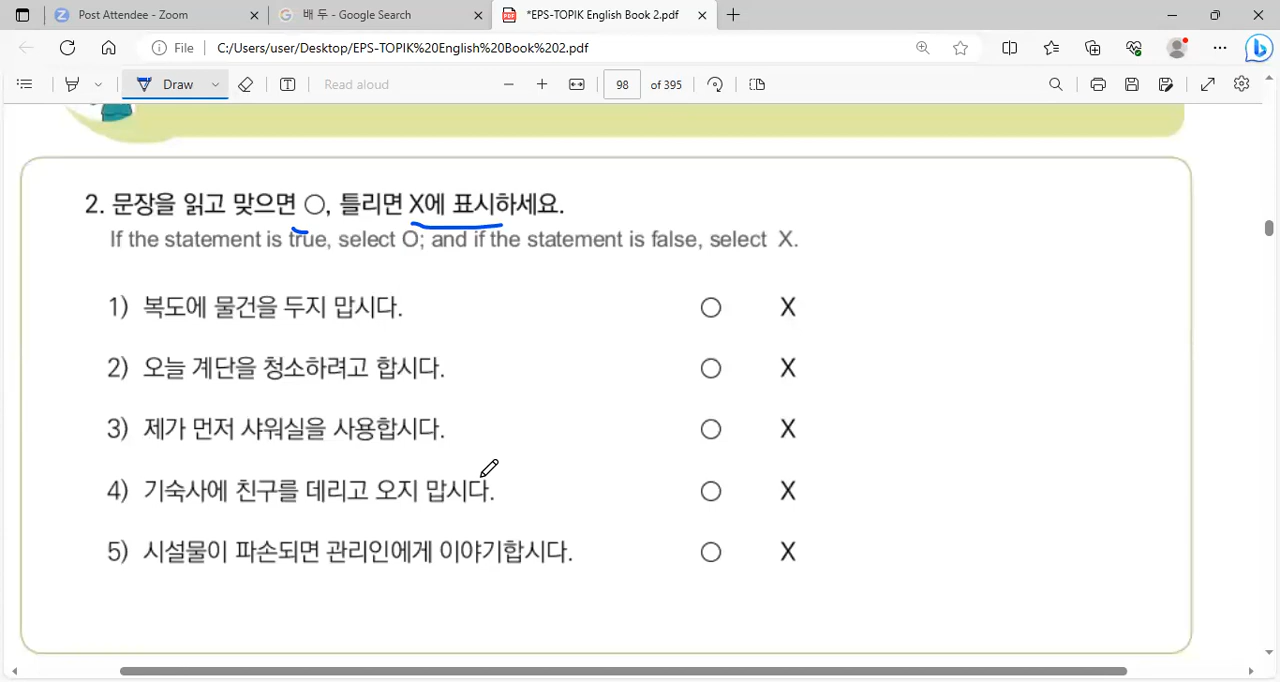 Post Attendee - Zoom
배 두 - Google Search
*EPS-TOPIK English Book 2.pdf
File
C:/Users/user/Desktop/EPS-TOPIK%20English%20Book%202.pdf
Draw
Read aloud
98 of 395
2. 문장을 읽고 맞으면 ○, 틀리면 X에 표시하세요.
If the statement is true, select O; and if the statement is false, select X.
1) 복도에 물건을 두지 맙시다. ○ X
2) 오늘 계단을 청소하려고 합시다. ○ X
3) 제가 먼저 샤워실을 사용합시다. ○ X
4) 기숙사에 친구를 데리고 오지 맙시다. ○ X
5) 시설물이 파손되면 관리인에게 이야기합시다. ○ X